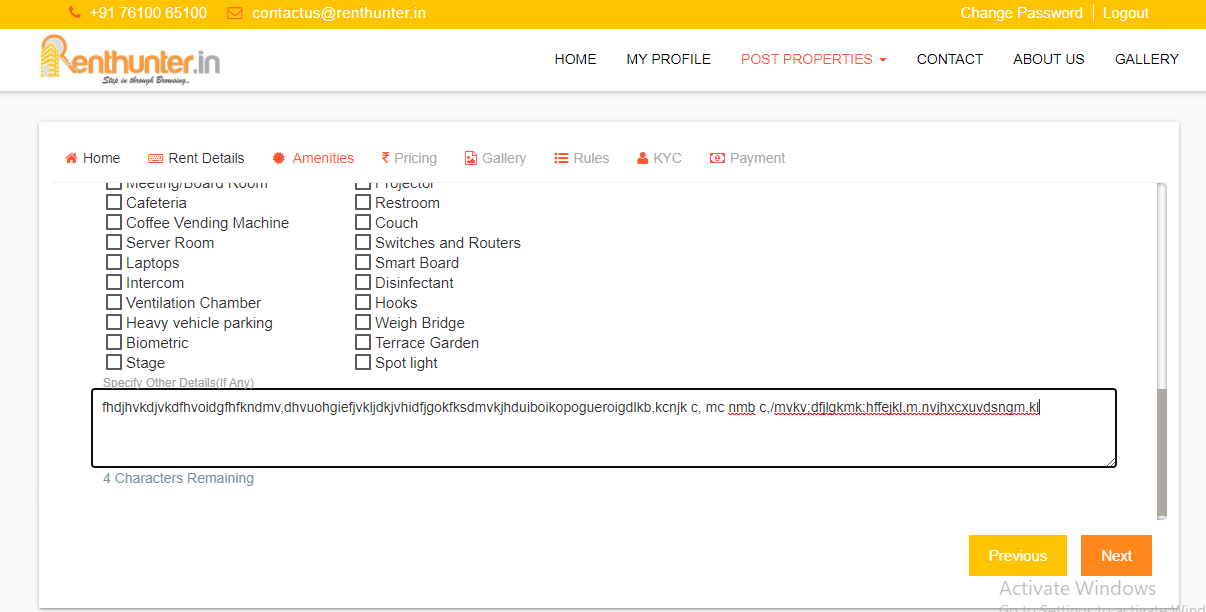 +91 76100 65100 contactus@renthunter.in Change Password Logout
Renthunter.in
Step in through Browsing..
HOME MY PROFILE POST PROPERTIES CONTACT ABOUT US GALLERY
Home Rent Details Amenities Pricing Gallery Rules KYC Payment
Meeting/Board Room Projector
Cafeteria Restroom
Coffee Vending Machine Couch
Server Room Switches and Routers
Laptops Smart Board
Intercom Disinfectant
Ventilation Chamber Hooks
Heavy vehicle parking Weigh Bridge
Biometric Terrace Garden
Stage Spot light
Specify Other Details(If Any)
fhdjhvkdjvkdfhvoidgfhfkndmv,dhvuohgiefjvkljdkjvhidfjgokfksdmvkjhduiboikopogueroigdlkb,kcnjk c, mc nmb c,/mvkv;dfjlgkmk;hffejkl,m.nvjhxcxuvdsngm,kl
4 Characters Remaining
Previous Next
Activate Windows
Go to Settings to activate Wind